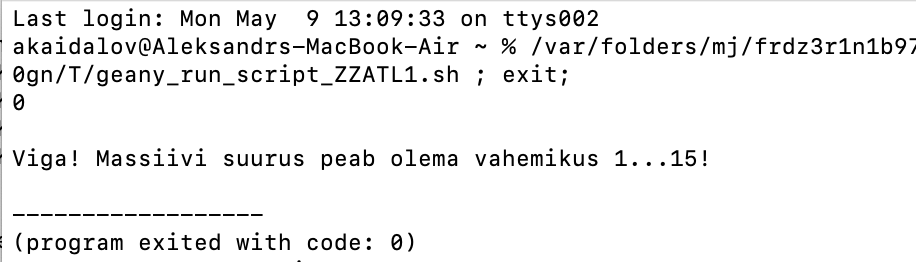 Last login: Mon May  9 13:09:33 on ttys002
akaidalov@Aleksandrs-MacBook-Air ~ % /var/folders/mj/frdz3r1n1b97
0gn/T/geany_run_script_ZZATL1.sh ; exit;
0
Viga! Massiivi suurus peab olema vahemikus 1...15!
------------------
(program exited with code: 0)